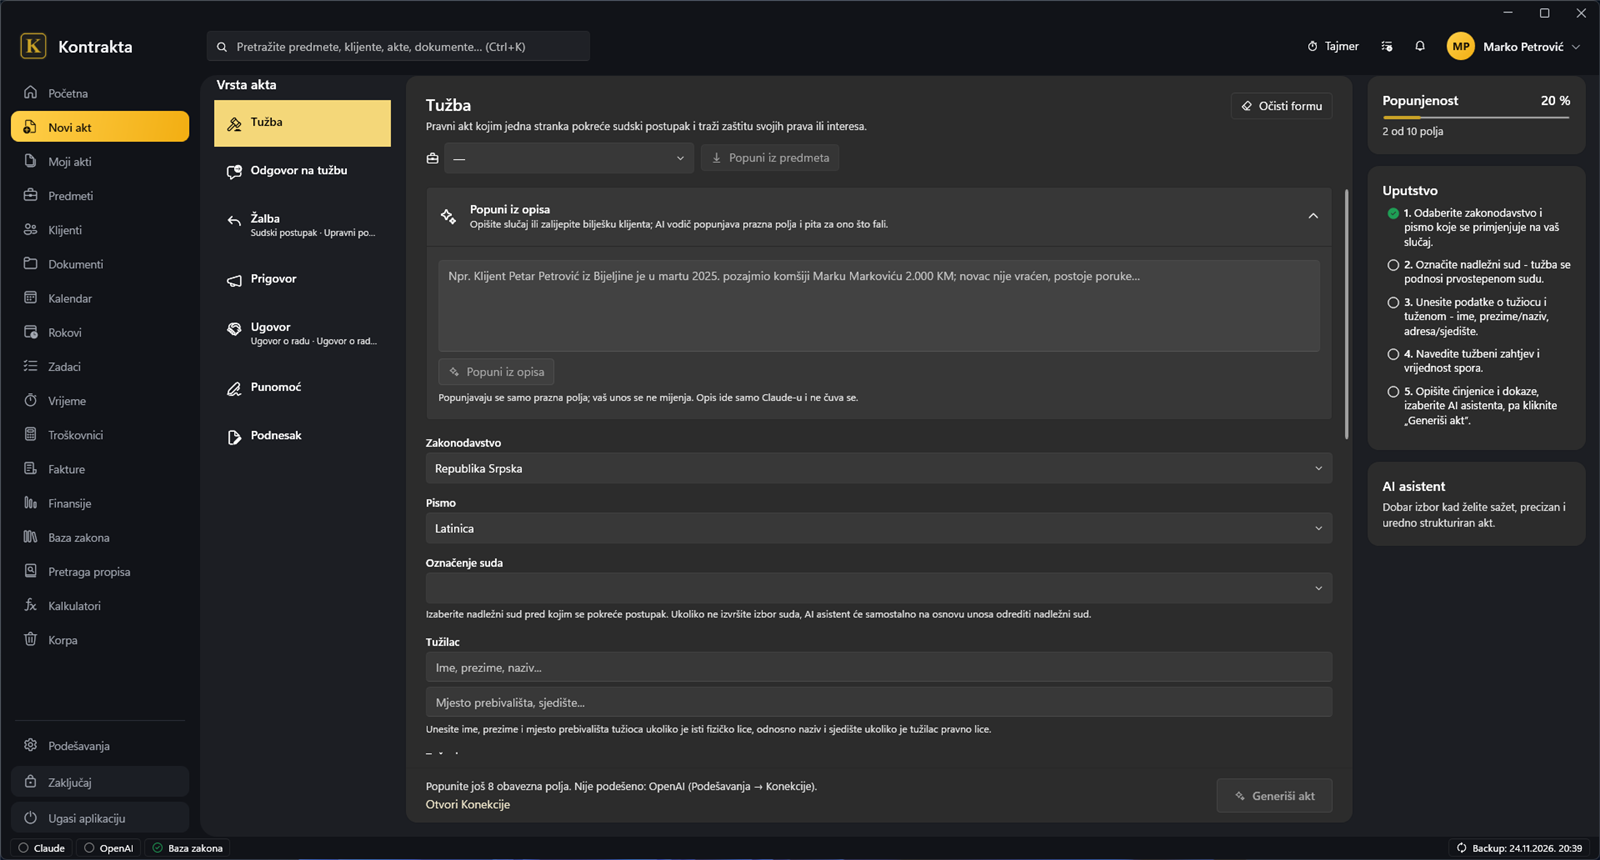 Kontrakta
Pretražite predmete, klijente, akte, dokumente... (Ctrl+K)
Tajmer
MP
Marko Petrović
Početna
Novi akt
Moji akti
Predmeti
Klijenti
Dokumenti
Kalendar
Rokovi
Zadaci
Vrijeme
Troškovnici
Fakture
Finansije
Baza zakona
Pretraga propisa
Kalkulatori
Korpa
Podešavanja
Zaključaj
Ugasi aplikaciju
Vrsta akta
Tužba
Odgovor na tužbu
Žalba
Sudski postupak · Upravni po...
Prigovor
Ugovor
Ugovor o radu · Ugovor o rad...
Punomoć
Podnesak
Tužba
Očisti formu
Pravni akt kojim jedna stranka pokreće sudski postupak i traži zaštitu svojih prava ili interesa.
—
Popuni iz predmeta
Popuni iz opisa
Opišite slučaj ili zalijepite bilješku klijenta; AI vodič popunjava prazna polja i pita za ono što fali.
Npr. Klijent Petar Petrović iz Bijeljine je u martu 2025. pozajmio komšiji Marku Markoviću 2.000 KM; novac nije vraćen, postoje poruke...
Popuni iz opisa
Popunjavaju se samo prazna polja; vaš unos se ne mijenja. Opis ide samo Claude-u i ne čuva se.
Zakonodavstvo
Republika Srpska
Pismo
Latinica
Označenje suda
Izaberite nadležni sud pred kojim se pokreće postupak. Ukoliko ne izvršite izbor suda, AI asistent će samostalno na osnovu unosa odrediti nadležni sud.
Tužilac
Ime, prezime, naziv...
Mjesto prebivališta, sjedište...
Unesite ime, prezime i mjesto prebivališta tužioca ukoliko je isti fizičko lice, odnosno naziv i sjedište ukoliko je tužilac pravno lice.
Popunite još 8 obavezna polja. Nije podešeno: OpenAI (Podešavanja → Konekcije).
Otvori Konekcije
Generiši akt
Popunjenost
20 %
2 od 10 polja
Uputstvo
1. Odaberite zakonodavstvo i
pismo koje se primjenjuje na vaš
slučaj.
2. Označite nadležni sud - tužba se
podnosi prvostepenom sudu.
3. Unesite podatke o tužiocu i
tuženom - ime, prezime/naziv,
adresa/sjedište.
4. Navedite tužbeni zahtjev i
vrijednost spora.
5. Opišite činjenice i dokaze,
izaberite AI asistenta, pa kliknite
„Generiši akt“.
AI asistent
Dobar izbor kad želite sažet, precizan i
uredno strukturiran akt.
Claude
OpenAI
Baza zakona
Backup: 24.11.2026. 20:39